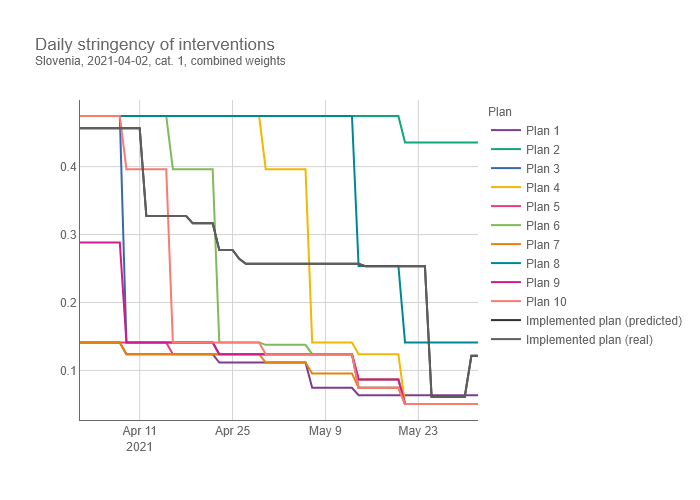 Daily stringency of interventions
Slovenia, 2021-04-02, cat. 1, combined weights
Plan
Plan 1
Plan 2
Plan 3
Plan 4
Plan 5
Plan 6
Plan 7
Plan 8
Plan 9
Plan 10
Implemented plan (predicted)
Implemented plan (real)
0.4
0.3
0.2
0.1
Apr 11 Apr 25 May 9 May 23
2021